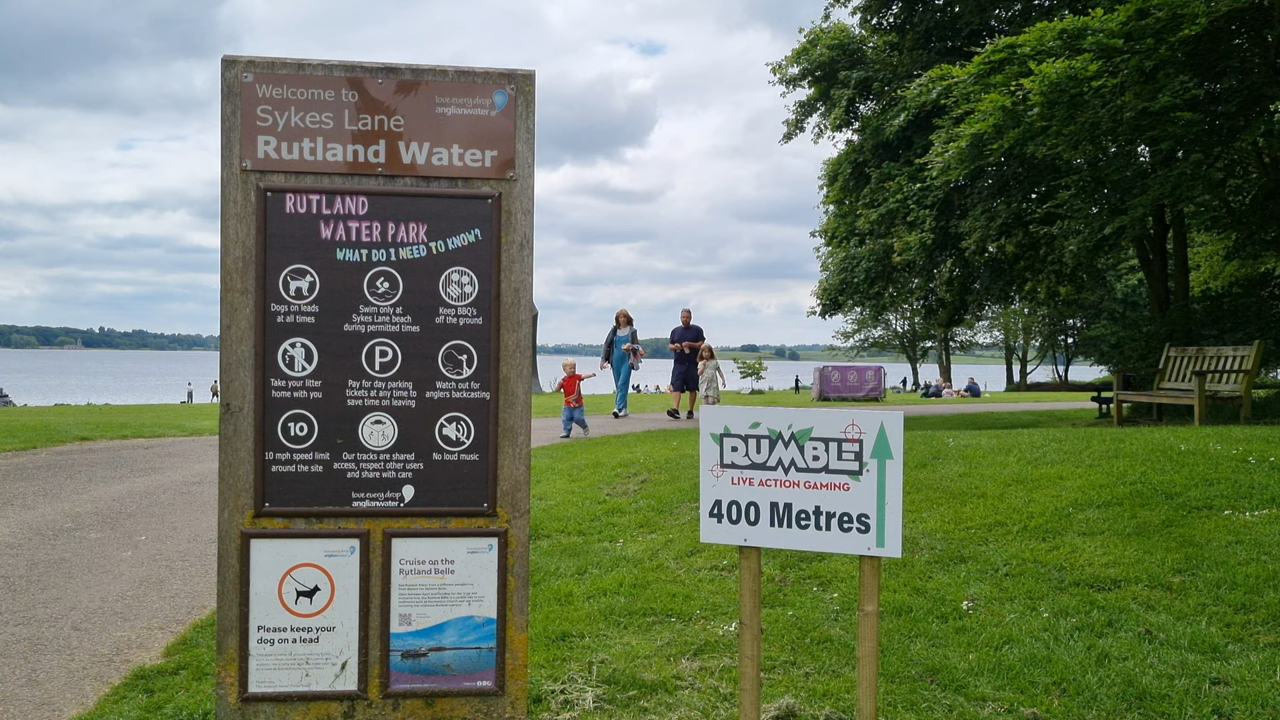 Welcome to
Sykes Lane
Rutland Water
love every drop
anglianwater
RUTLAND
WATER PARK
WHAT DO I NEED TO KNOW?
Dogs on leads
at all times
Swim only at
Sykes Lane beach
during permitted times
Keep BBQ's
off the ground
Take your litter
home with you
P
Pay for day parking
tickets at any time to
save time on leaving
Watch out for
anglers backcasting
10
10 mph speed limit
around the site
Our tracks are shared
access, respect other users
and share with care
No loud music
love every drop
anglianwater
Please keep your
dog on a lead
Cruise on the
Rutland Belle
RUMBLE
LIVE ACTION GAMING
400 Metres